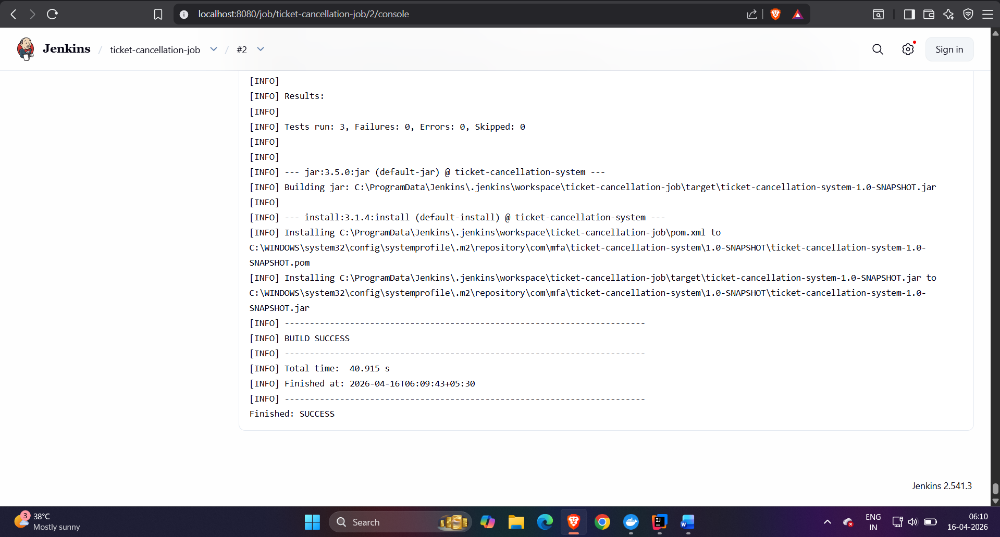 localhost:8080/job/ticket-cancellation-job/2/console
Jenkins / ticket-cancellation-job / #2 Sign in
[INFO]
[INFO] Results:
[INFO]
[INFO] Tests run: 3, Failures: 0, Errors: 0, Skipped: 0
[INFO]
[INFO]
[INFO] --- jar:3.5.0:jar (default-jar) @ ticket-cancellation-system ---
[INFO] Building jar: C:\ProgramData\Jenkins\.jenkins\workspace\ticket-cancellation-job\target\ticket-cancellation-system-1.0-SNAPSHOT.jar
[INFO]
[INFO] --- install:3.1.4:install (default-install) @ ticket-cancellation-system ---
[INFO] Installing C:\ProgramData\Jenkins\.jenkins\workspace\ticket-cancellation-job\pom.xml to
C:\WINDOWS\system32\config\systemprofile\.m2\repository\com\mfa\ticket-cancellation-system\1.0-SNAPSHOT\ticket-cancellation-system-1.0-
SNAPSHOT.pom
[INFO] Installing C:\ProgramData\Jenkins\.jenkins\workspace\ticket-cancellation-job\target\ticket-cancellation-system-1.0-SNAPSHOT.jar to
C:\WINDOWS\system32\config\systemprofile\.m2\repository\com\mfa\ticket-cancellation-system\1.0-SNAPSHOT\ticket-cancellation-system-1.0-
SNAPSHOT.jar
[INFO] ------------------------------------------------------------------------
[INFO] BUILD SUCCESS
[INFO] ------------------------------------------------------------------------
[INFO] Total time:  40.915 s
[INFO] Finished at: 2026-04-16T06:09:43+05:30
[INFO] ------------------------------------------------------------------------
Finished: SUCCESS
Jenkins 2.541.3
3
38°C
Mostly sunny
Search
IJ
W
ENG
IN
06:10
16-04-2026